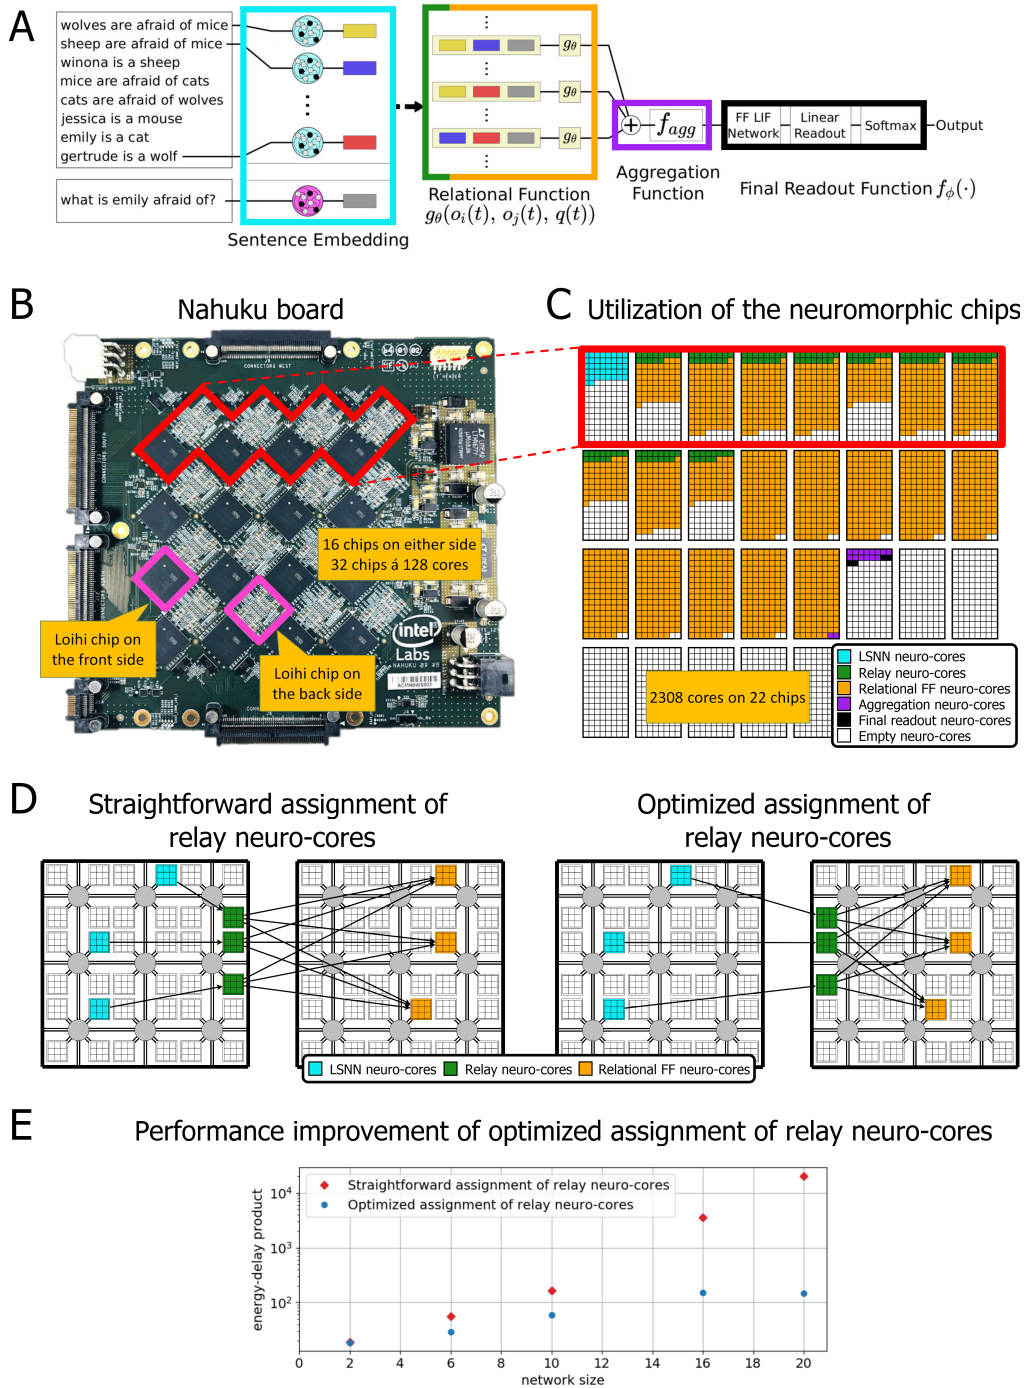 A
wolves are afraid of mice
sheep are afraid of mice
winona is a sheep
mice are afraid of cats
cats are afraid of wolves
jessica is a mouse
emily is a cat
gertrude is a wolf
what is emily afraid of?
Sentence Embedding
gθ
gθ
gθ
Relational Function
gθ(oi(t), oj(t), q(t))
+
fagg
Aggregation
Function
FF LIF
Network
Linear
Readout
Softmax
Output
Final Readout Function fϕ(·)
B
Nahuku board
CONNECTORS WEST
CONNECTORS SOUTH
16 chips on either side
32 chips á 128 cores
Loihi chip on
the front side
Loihi chip on
the back side
intel
Labs
NAHUKU 8P
C
Utilization of the neuromorphic chips
2308 cores on 22 chips
LSNN neuro-cores
Relay neuro-cores
Relational FF neuro-cores
Aggregation neuro-cores
Final readout neuro-cores
Empty neuro-cores
D
Straightforward assignment of
relay neuro-cores
Optimized assignment of
relay neuro-cores
LSNN neuro-cores
Relay neuro-cores
Relational FF neuro-cores
E
Performance improvement of optimized assignment of relay neuro-cores
Straightforward assignment of relay neuro-cores
Optimized assignment of relay neuro-cores
energy-delay product
10⁴
10³
10²
0 2 4 6 8 10 12 14 16 18 20
network size